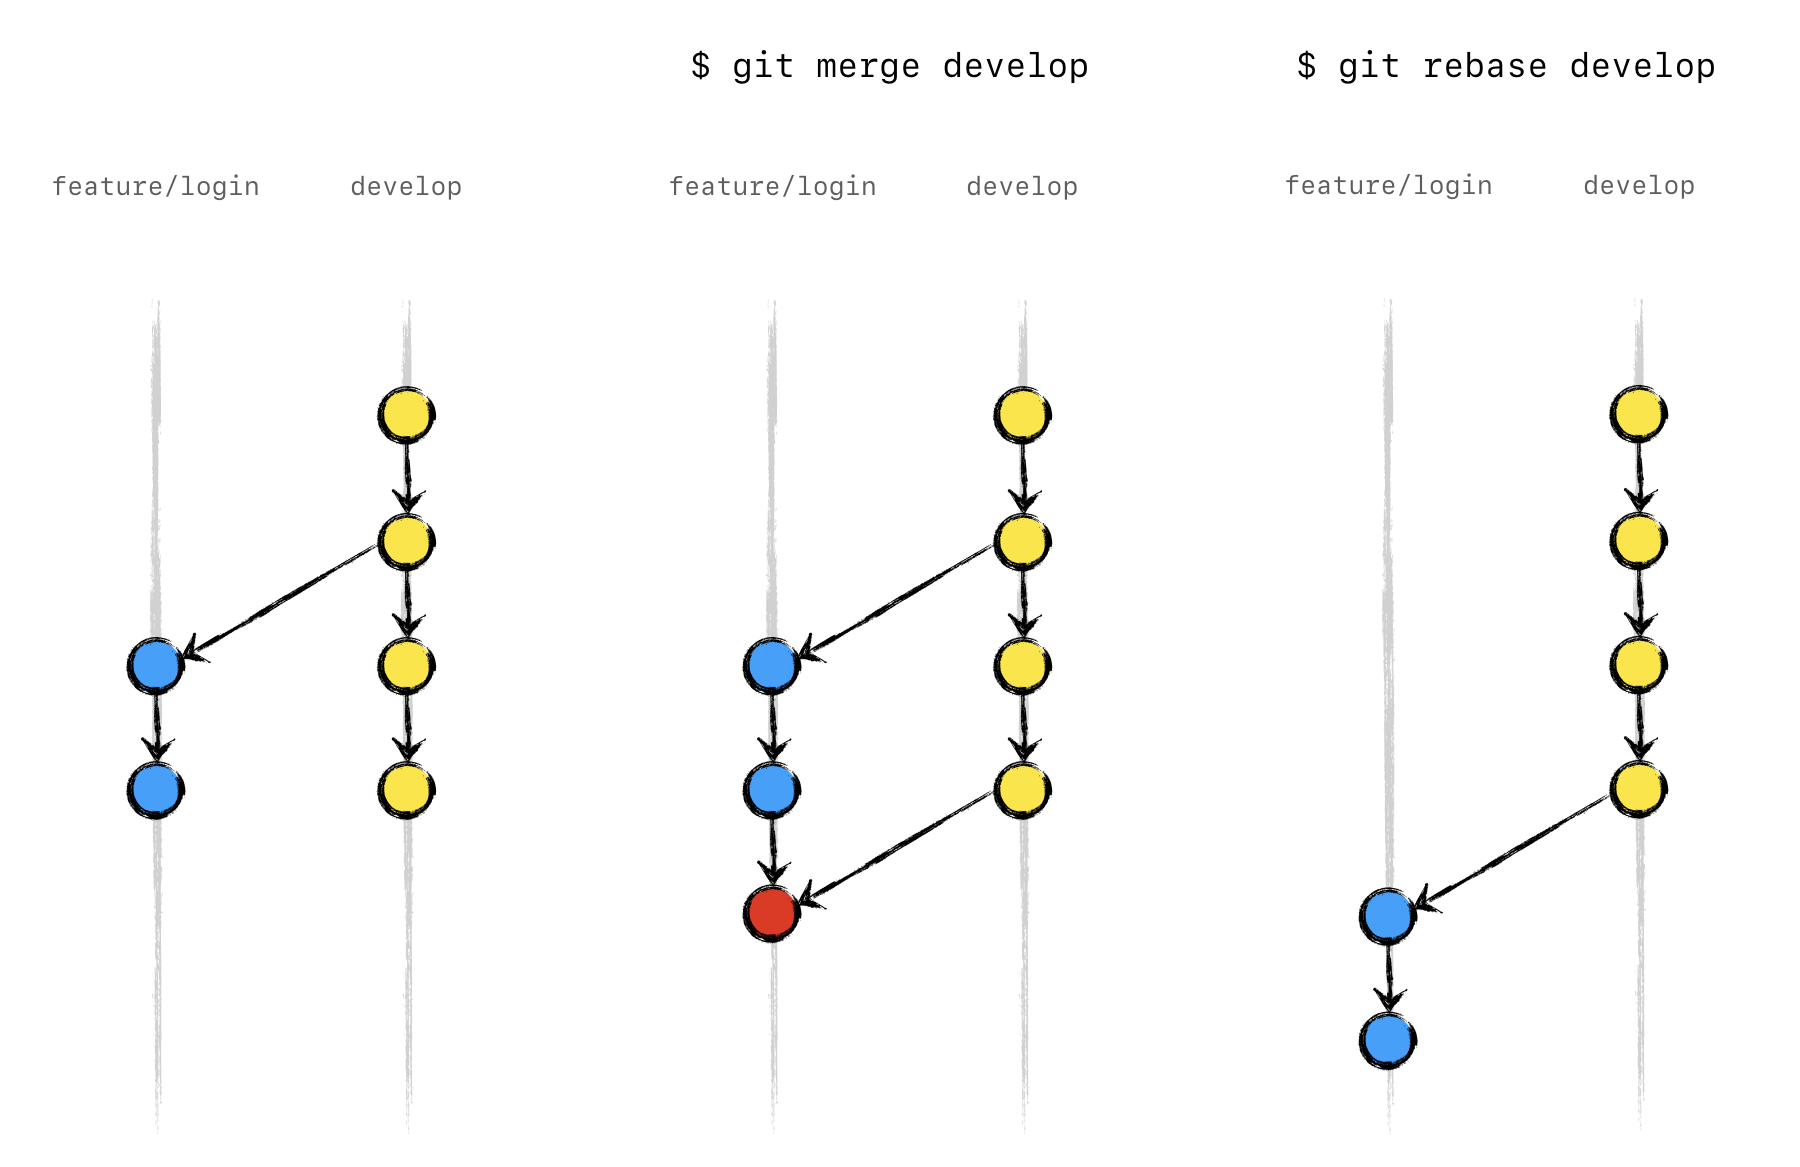 $ git merge develop
$ git rebase develop
feature/login
develop
feature/login
develop
feature/login
develop